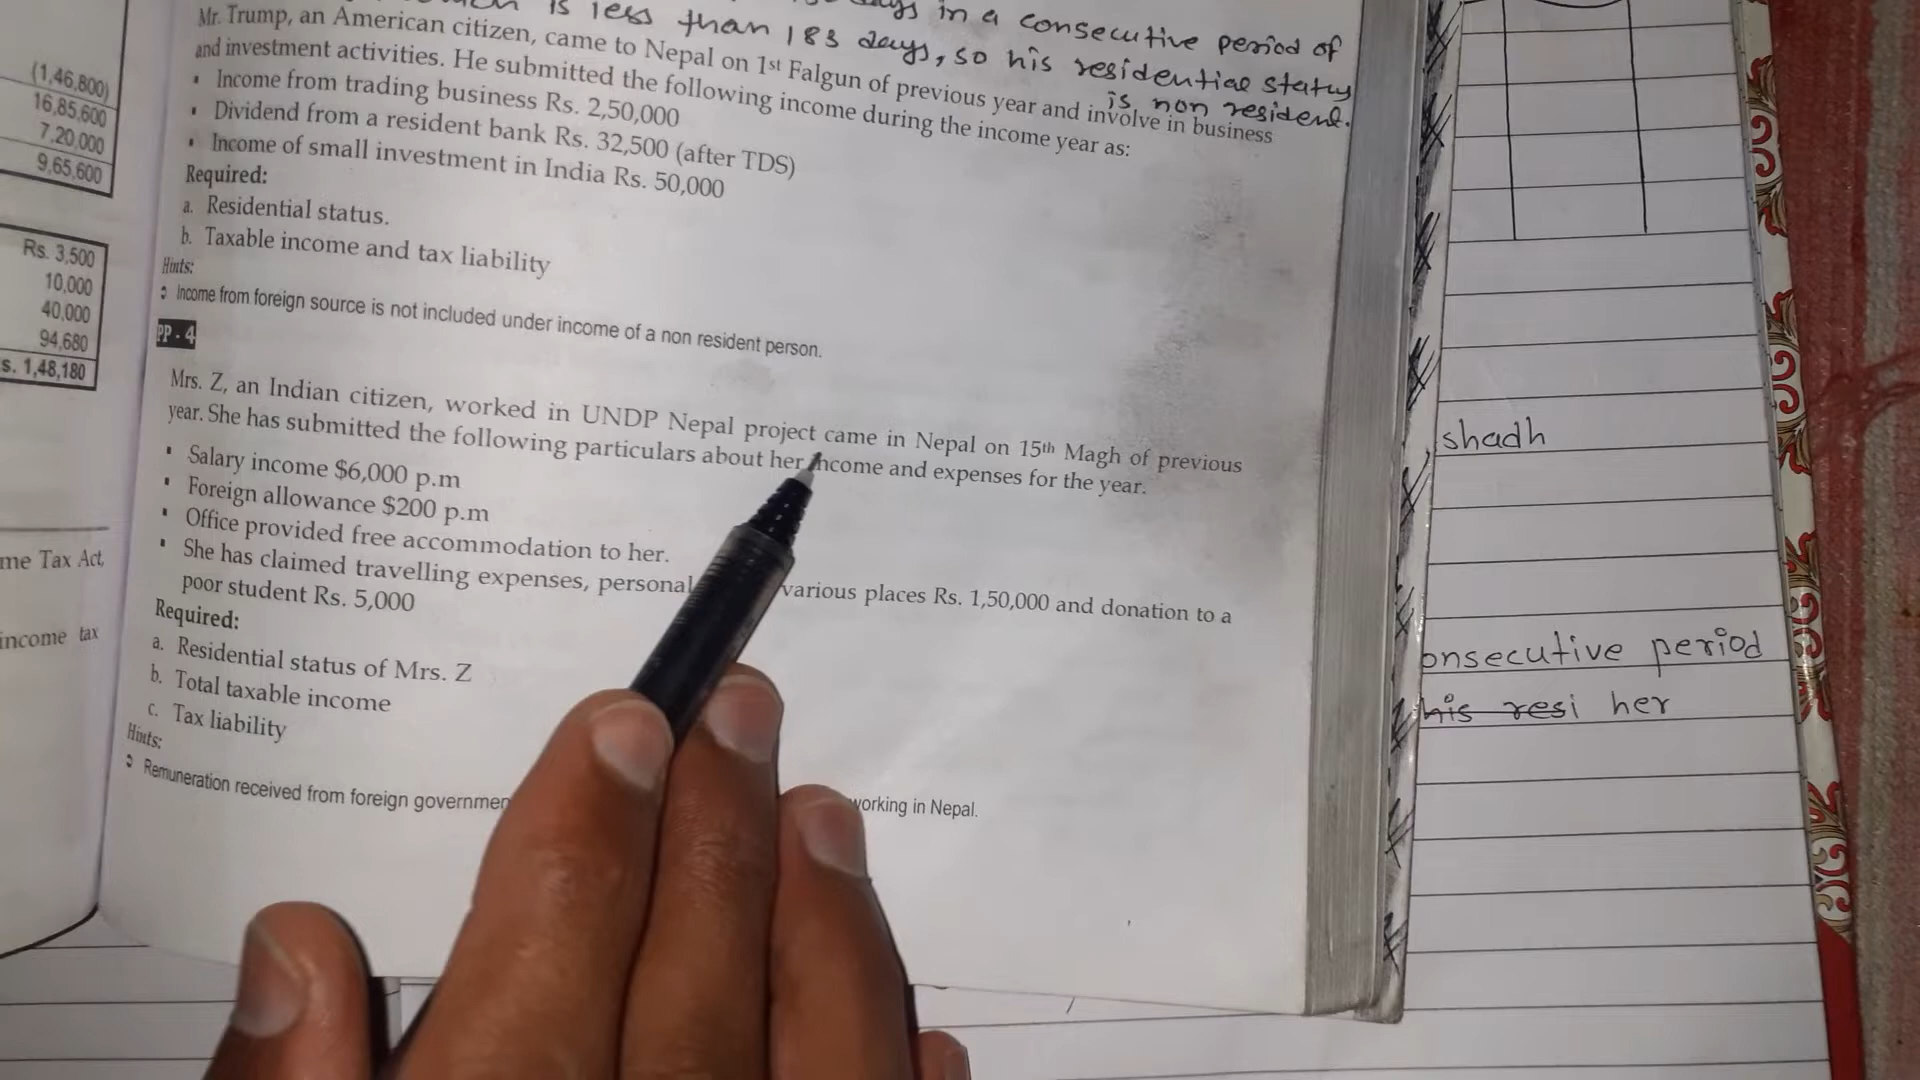 ys in a consecutive period of
is less than 183 days, so his residential status
is non resident.
Mr. Trump, an American citizen, came to Nepal on 1st Falgun of previous year and involve in business
and investment activities. He submitted the following income during the income year as:
▪ Income from trading business Rs. 2,50,000
▪ Dividend from a resident bank Rs. 32,500 (after TDS)
▪ Income of small investment in India Rs. 50,000
Required:
a. Residential status.
b. Taxable income and tax liability
Hints:
Income from foreign source is not included under income of a non resident person.
PP - 4
Mrs. Z, an Indian citizen, worked in UNDP Nepal project came in Nepal on 15th Magh of previous
year. She has submitted the following particulars about her income and expenses for the year.
▪ Salary income $6,000 p.m
▪ Foreign allowance $200 p.m
▪ Office provided free accommodation to her.
▪ She has claimed travelling expenses, personal various places Rs. 1,50,000 and donation to a
poor student Rs. 5,000
Required:
a. Residential status of Mrs. Z
b. Total taxable income
c. Tax liability
Hints:
Remuneration received from foreign governmen working in Nepal.
(1,46,800)
16,85,600
7,20,000
9,65,600
Rs. 3,500
10,000
40,000
94,680
s. 1,48,180
me Tax Act,
income tax
shadh
onsecutive period
his resi her